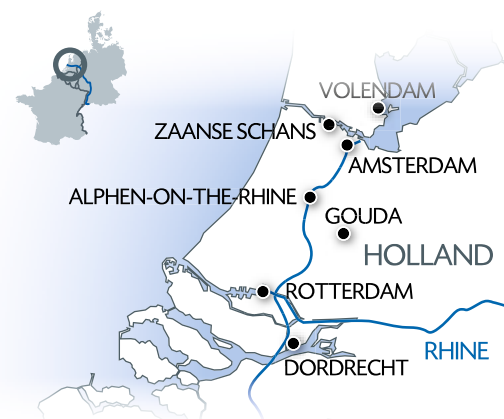 VOLENDAM
ZAANSE SCHANS
AMSTERDAM
ALPHEN-ON-THE-RHINE
GOUDA
HOLLAND
ROTTERDAM
RHINE
DORDRECHT